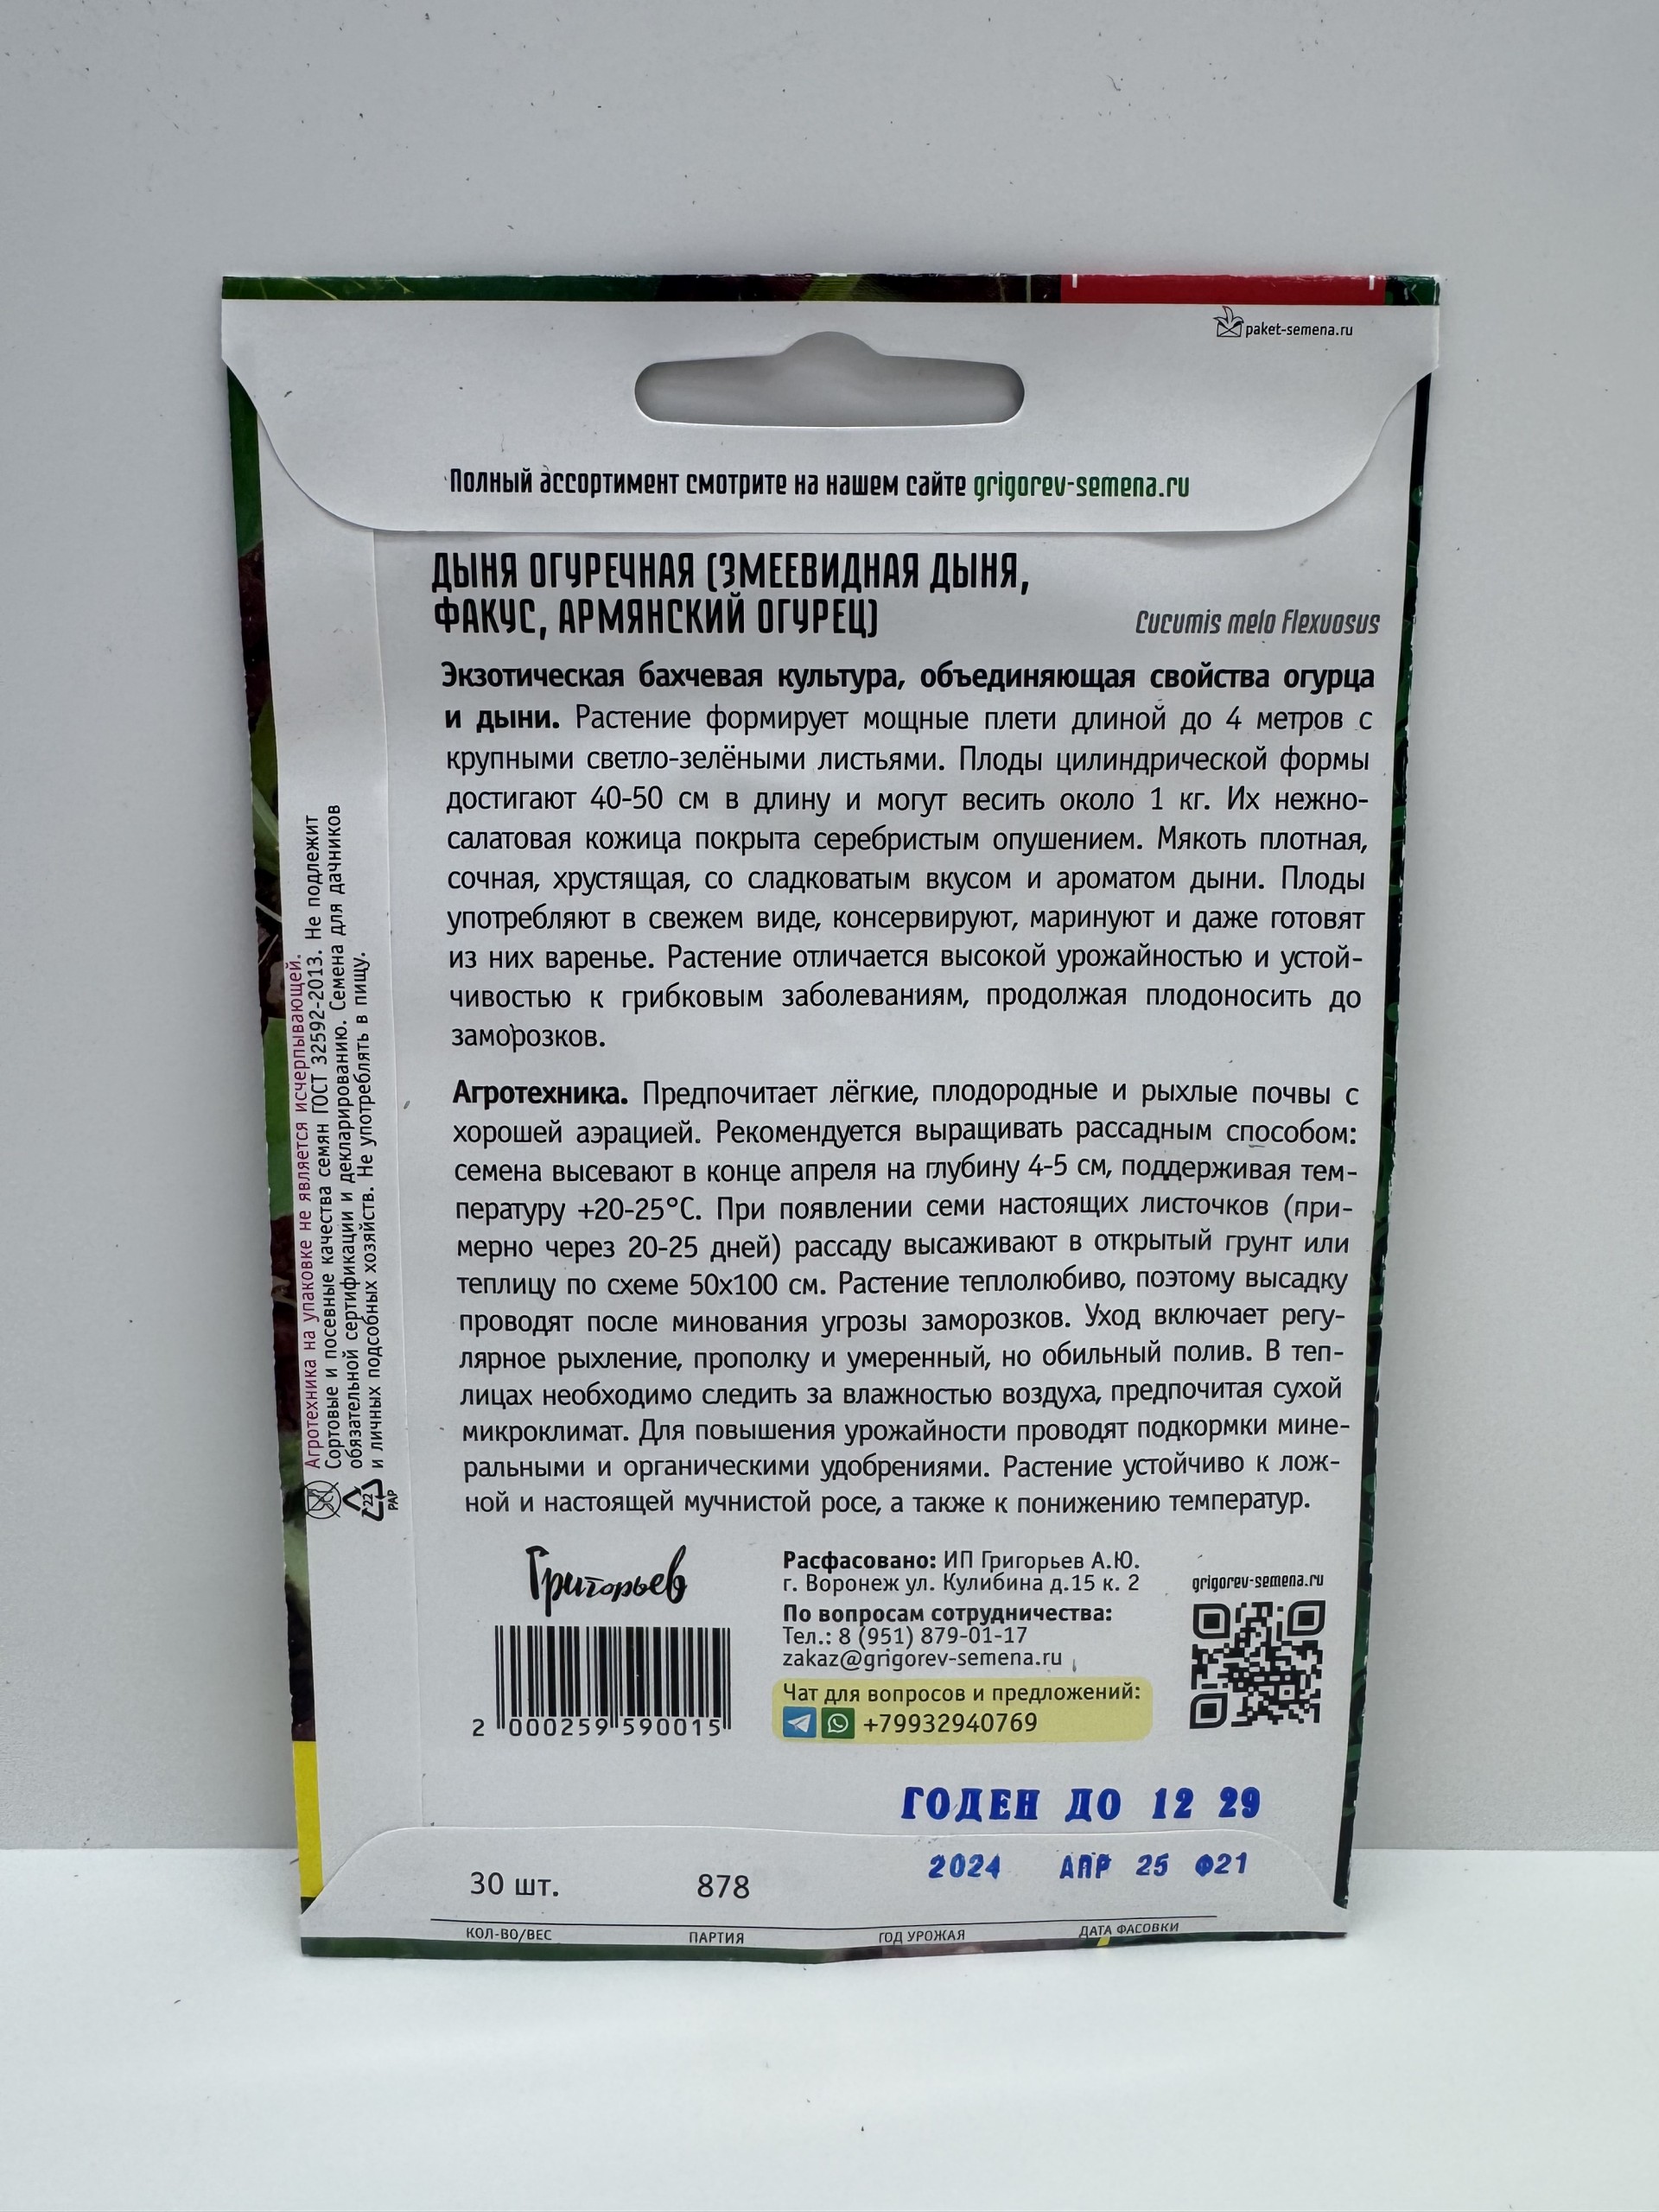 paket-semena.ru
Полный ассортимент смотрите на нашем сайте grigorev-semena.ru
ДЫНЯ ОГУРЕЧНАЯ (ЗМЕЕВИДНАЯ ДЫНЯ,
ФАКУС, АРМЯНСКИЙ ОГУРЕЦ)
Cucumis melo flexuosus
Экзотическая бахчевая культура, объединяющая свойства огурца
и дыни. Растение формирует мощные плети длиной до 4 метров с
крупными светло-зелёными листьями. Плоды цилиндрической формы
достигают 40-50 см в длину и могут весить около 1 кг. Их нежно-
салатовая кожица покрыта серебристым опушением. Мякоть плотная,
сочная, хрустящая, со сладковатым вкусом и ароматом дыни. Плоды
употребляют в свежем виде, консервируют, маринуют и даже готовят
из них варенье. Растение отличается высокой урожайностью и устой-
чивостью к грибковым заболеваниям, продолжая плодоносить до
заморозков.
Агротехника. Предпочитает лёгкие, плодородные и рыхлые почвы с
хорошей аэрацией. Рекомендуется выращивать рассадным способом:
семена высевают в конце апреля на глубину 4-5 см, поддерживая тем-
пературу +20-25°С. При появлении семи настоящих листочков (при-
мерно через 20-25 дней) рассаду высаживают в открытый грунт или
теплицу по схеме 50х100 см. Растение теплолюбиво, поэтому высадку
проводят после минования угрозы заморозков. Уход включает регу-
лярное рыхление, прополку и умеренный, но обильный полив. В теп-
лицах необходимо следить за влажностью воздуха, предпочитая сухой
микроклимат. Для повышения урожайности проводят подкормки мине-
ральными и органическими удобрениями. Растение устойчиво к лож-
ной и настоящей мучнистой росе, а также к понижению температур.
Агротехника на упаковке не является исчерпывающей.
Сортовые и посевные качества семян ГОСТ 32592-2013. Не подлежит
обязательной сертификации и декларированию. Семена для дачников
и личных подсобных хозяйств. Не употреблять в пищу.
22
PAP
Григорьев
2 000259 590015
Расфасовано: ИП Григорьев А.Ю.
г. Воронеж ул. Кулибина д.15 к. 2
По вопросам сотрудничества:
Тел.: 8 (951) 879-01-17
zakaz@grigorev-semena.ru
Чат для вопросов и предложений:
+79932940769
grigorev-semena.ru
ГОДЕН ДО 12 29
30 шт.
878
2024
АПР 25 Ф21
КОЛ-ВО/ВЕС
ПАРТИЯ
ГОД УРОЖАЯ
ДАТА ФАСОВКИ